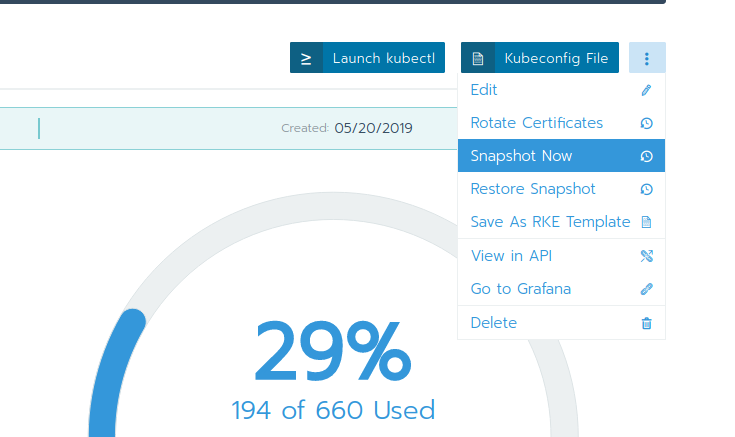 Launch kubectl
Kubeconfig File
Edit
Created: 05/20/2019
Rotate Certificates
Snapshot Now
Restore Snapshot
Save As RKE Template
View in API
Go to Grafana
Delete
29%
194 of 660 Used